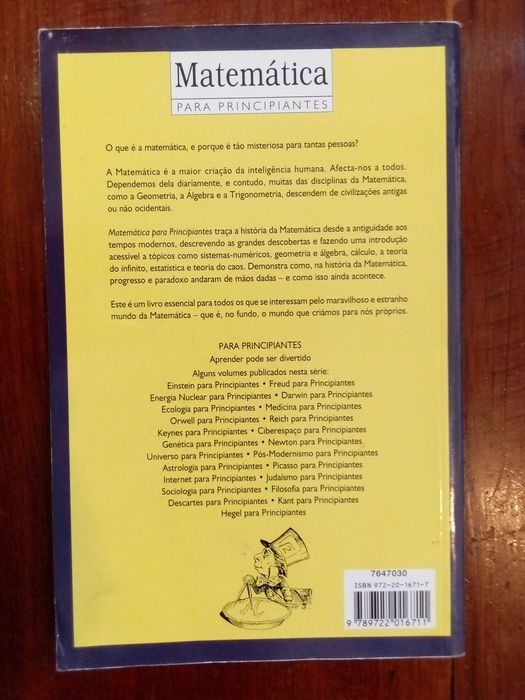 Matemática
PARA PRINCIPIANTES
O que é a matemática, e porque é tão misteriosa para tantas pessoas?
A Matemática é a maior criação da inteligência humana. Afecta-nos a todos.
Dependemos dela diariamente, e contudo, muitas das disciplinas da Matemática,
como a Geometria, a Álgebra e a Trigonometria, descendem de civilizações antigas
ou não ocidentais.
Matemática para Principiantes traça a história da Matemática desde a antiguidade aos
tempos modernos, descrevendo as grandes descobertas e fazendo uma introdução
acessível a tópicos como sistemas-numéricos, geometria e álgebra, cálculo, a teoria
do infinito, estatística e teoria do caos. Demonstra como, na história da Matemática,
progresso e paradoxo andaram de mãos dadas – e como isso ainda acontece.
Este é um livro essencial para todos os que se interessam pelo maravilhoso e estranho
mundo da Matemática – que é, no fundo, o mundo que criámos para nós próprios.
PARA PRINCIPIANTES
Aprender pode ser divertido
Alguns volumes publicados nesta série:
Einstein para Principiantes • Freud para Principiantes
Energia Nuclear para Principiantes • Darwin para Principiantes
Ecologia para Principiantes • Medicina para Principiantes
Orwell para Principiantes • Reich para Principiantes
Keynes para Principiantes • Ciberespaço para Principiantes
Genética para Principiantes • Newton para Principiantes
Universo para Principiantes • Pós-Modernismo para Principiantes
Astrologia para Principiantes • Picasso para Principiantes
Internet para Principiantes • Judaísmo para Principiantes
Sociologia para Principiantes • Filosofia para Principiantes
Descartes para Principiantes • Kant para Principiantes
Hegel para Principiantes
7647030
ISBN 972-20-1671-7
9 789722 016711